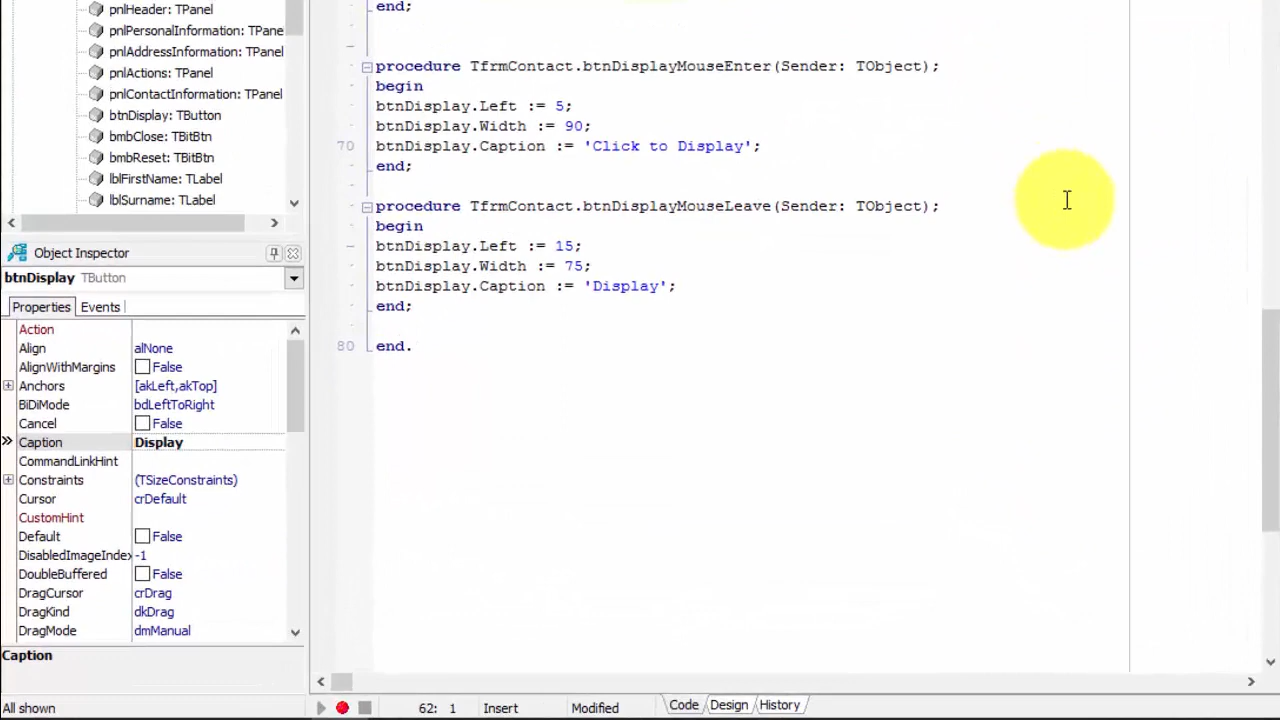 pnlHeader: TPanel
pnlPersonalInformation: TPane
pnlAddressInformation: TPanel
pnlActions: TPanel
pnlContactInformation: TPanel
btnDisplay: TButton
bmbClose: TBitBtn
bmbReset: TBitBtn
lblFirstName: TLabel
lblSurname: TLabel
Object Inspector
btnDisplay TButton
Properties Events
Action
Align alNone
AlignWithMargins False
Anchors [akLeft,akTop]
BiDiMode bdLeftToRight
Cancel False
Caption Display
CommandLinkHint
Constraints (TSizeConstraints)
Cursor crDefault
CustomHint
Default False
DisabledImageIndex -1
DoubleBuffered False
DragCursor crDrag
DragKind dkDrag
DragMode dmManual
Caption
All shown
end;
procedure TfrmContact.btnDisplayMouseEnter(Sender: TObject);
begin
btnDisplay.Left := 5;
btnDisplay.Width := 90;
70 btnDisplay.Caption := 'Click to Display';
end;
procedure TfrmContact.btnDisplayMouseLeave(Sender: TObject);
begin
btnDisplay.Left := 15;
btnDisplay.Width := 75;
btnDisplay.Caption := 'Display';
end;
80 end.
62: 1 Insert Modified Code Design History